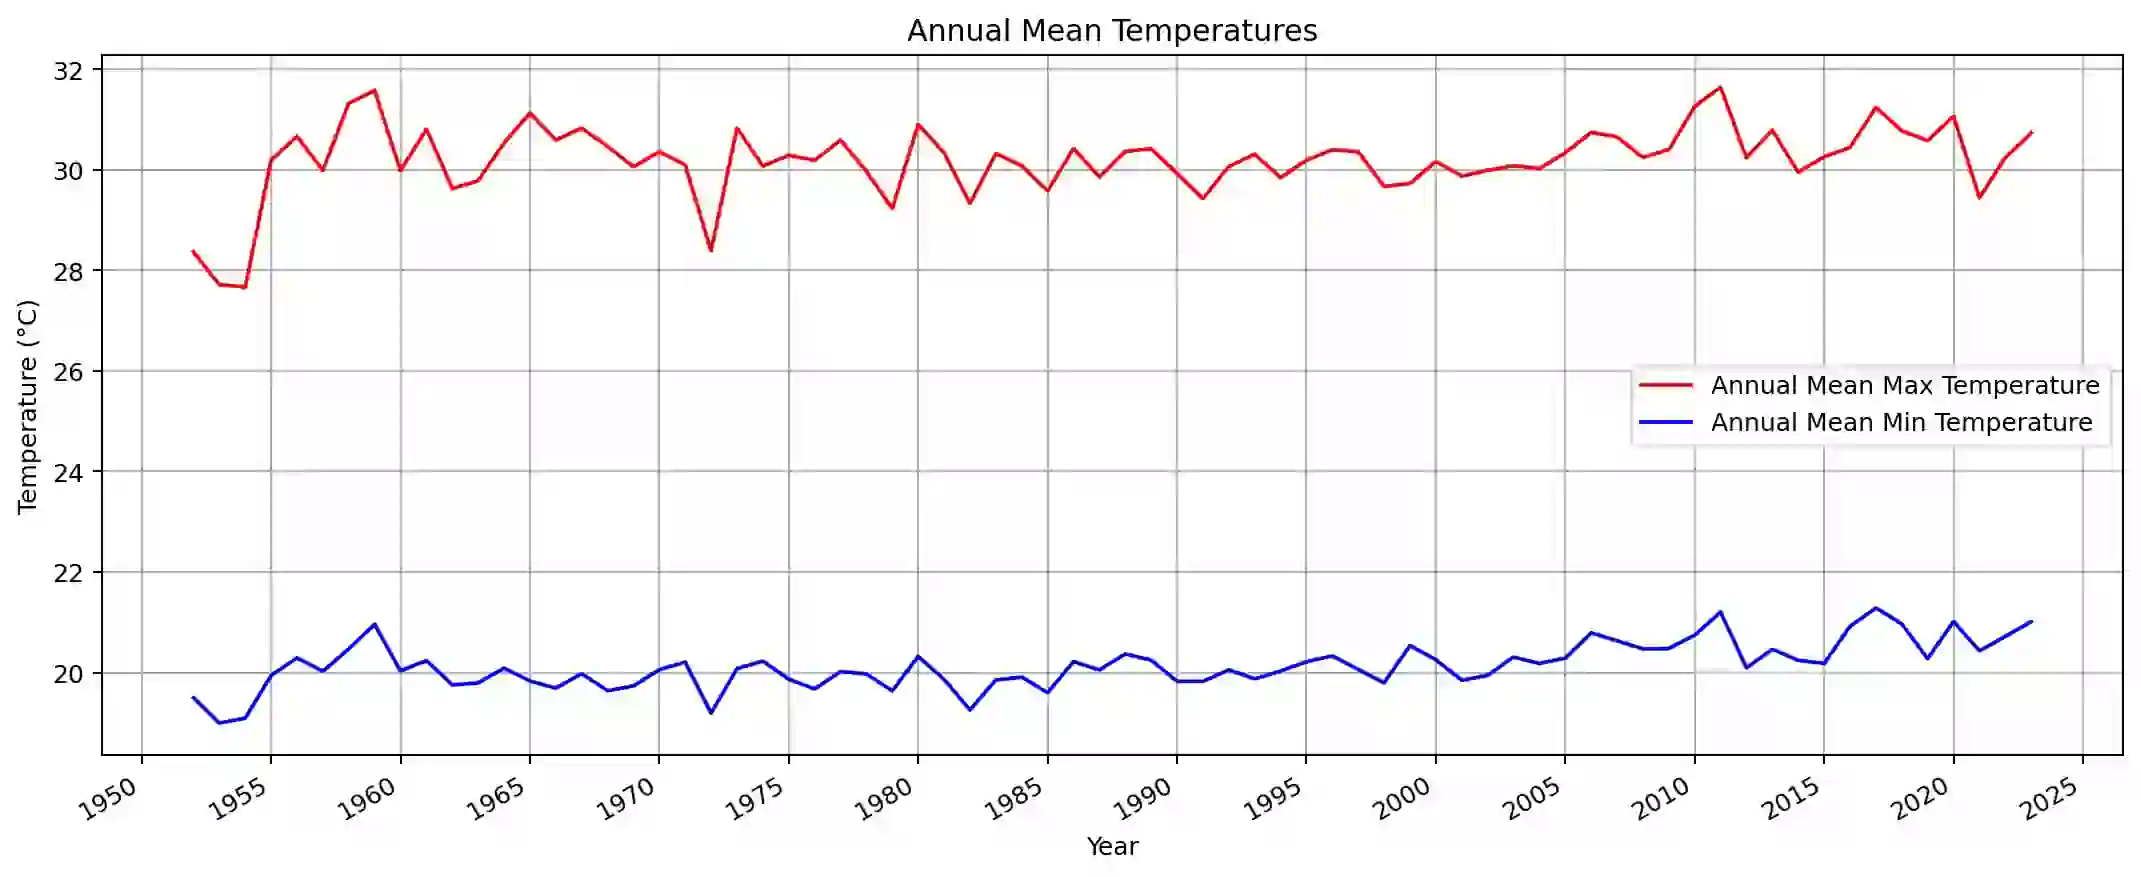 Annual Mean Temperatures
32
30
28
26
24
22
20
Temperature (°C)
Annual Mean Max Temperature
Annual Mean Min Temperature
1950 1955 1960 1965 1970 1975 1980 1985 1990 1995 2000 2005 2010 2015 2020 2025
Year